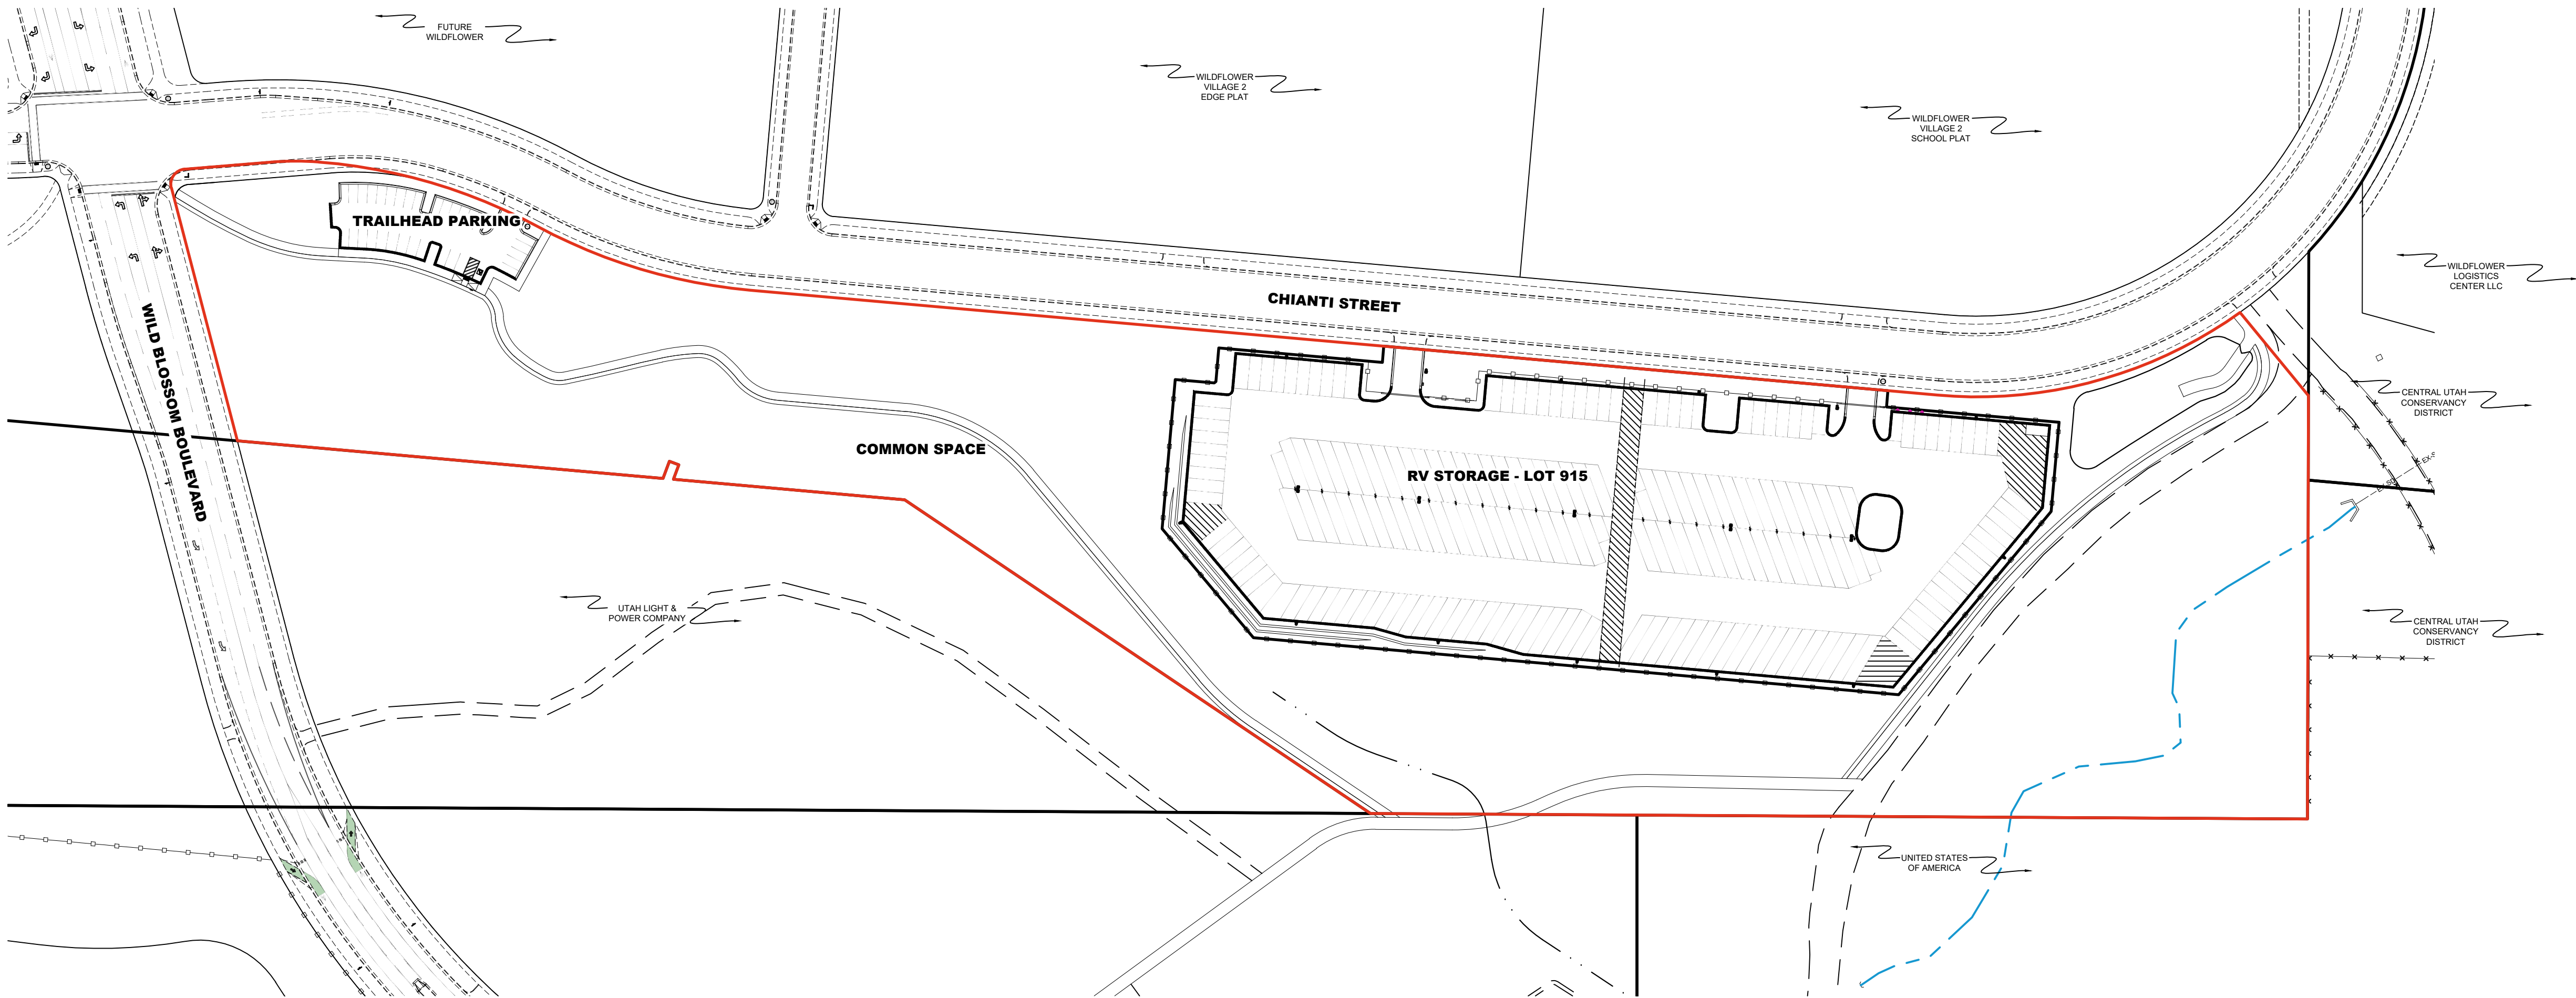 FUTURE
WILDFLOWER
WILDFLOWER
VILLAGE 2
EDGE PLAT
WILDFLOWER
VILLAGE 2
SCHOOL PLAT
TRAILHEAD PARKING
WILDFLOWER
LOGISTICS
CENTER LLC
CHIANTI STREET
WILD BLOSSOM BOULEVARD
CENTRAL UTAH
CONSERVANCY
DISTRICT
COMMON SPACE
RV STORAGE - LOT 915
UTAH LIGHT &
POWER COMPANY
CENTRAL UTAH
CONSERVANCY
DISTRICT
UNITED STATES
OF AMERICA